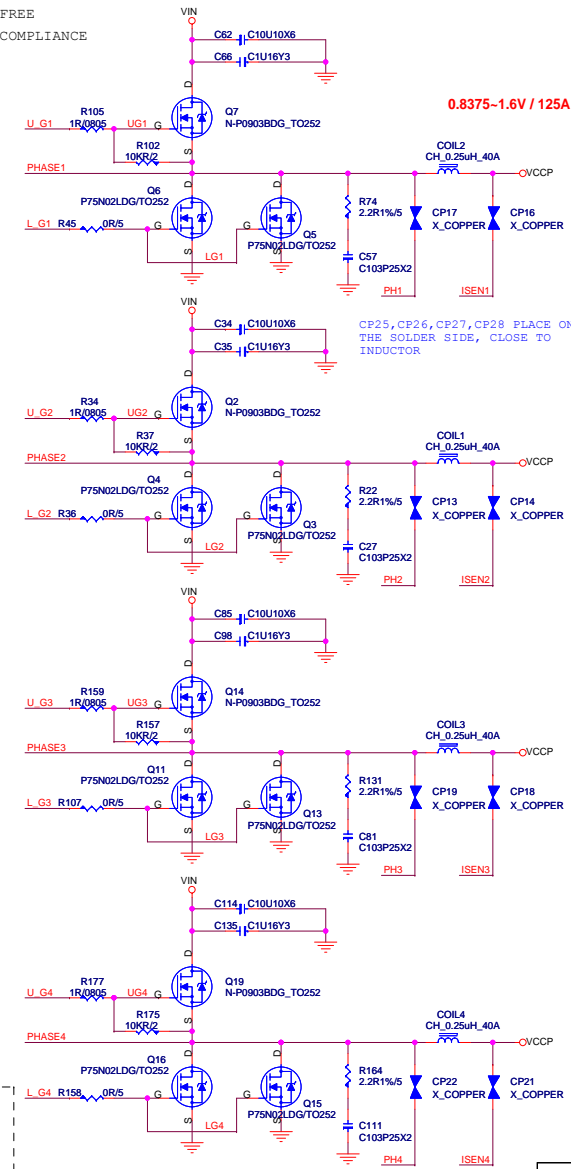 FREE
COMPLIANCE
VIN
C62 C10U10X6
C66 C1U16Y3
D
Q7
N-P0903BDG_TO252
0.8375~1.6V / 125A
R105
U_G1 1R/0805 UG1 G
R102
10KR/2
S
PHASE1
COIL2
CH_0.25uH_40A
VCCP
Q6
P75N02LDG/TO252
D D
L_G1 R45 0R/5 G G
S S
Q5
P75N02LDG/TO252
LG1
R74
2.2R1%/5
C57
C103P25X2
CP17
X_COPPER
CP16
X_COPPER
PH1 ISEN1
VIN
C34 C10U10X6
C35 C1U16Y3
CP25,CP26,CP27,CP28 PLACE ON
THE SOLDER SIDE, CLOSE TO
INDUCTOR
D
Q2
N-P0903BDG_TO252
R34
U_G2 1R/0805 UG2 G
R37
10KR/2
S
PHASE2
COIL1
CH_0.25uH_40A
VCCP
Q4
P75N02LDG/TO252
D D
L_G2 R36 0R/5 G G
S S
Q3
P75N02LDG/TO252
LG2
R22
2.2R1%/5
C27
C103P25X2
CP13
X_COPPER
CP14
X_COPPER
PH2 ISEN2
VIN
C85 C10U10X6
C98 C1U16Y3
D
Q14
N-P0903BDG_TO252
R159
U_G3 1R/0805 UG3 G
R157
10KR/2
S
PHASE3
COIL3
CH_0.25uH_40A
VCCP
Q11
P75N02LDG/TO252
D D
L_G3 R107 0R/5 G G
S S
Q13
P75N02LDG/TO252
LG3
R131
2.2R1%/5
C81
C103P25X2
CP19
X_COPPER
CP18
X_COPPER
PH3 ISEN3
VIN
C114 C10U10X6
C135 C1U16Y3
D
Q19
N-P0903BDG_TO252
R177
U_G4 1R/0805 UG4 G
R175
10KR/2
S
PHASE4
COIL4
CH_0.25uH_40A
VCCP
Q16
P75N02LDG/TO252
D D
L_G4 R158 0R/5 G G
S S
Q15
P75N02LDG/TO252
LG4
R164
2.2R1%/5
C111
C103P25X2
CP22
X_COPPER
CP21
X_COPPER
PH4 ISEN4